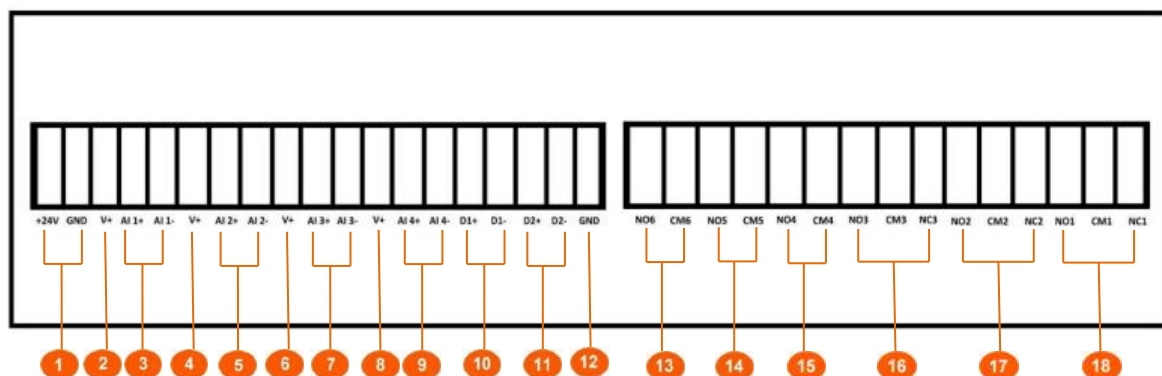 +24V GND V+ AI 1+ AI 1- V+ AI 2+ AI 2- V+ AI 3+ AI 3- V+ AI 4+ AI 4- D1+ D1- D2+ D2- GND NO6 CM6 NO5 CM5 NO4 CM4 NO3 CM3 NC3 NO2 CM2 NC2 NO1 CM1 NC1
1 2 3 4 5 6 7 8 9 10 11 12 13 14 15 16 17 18